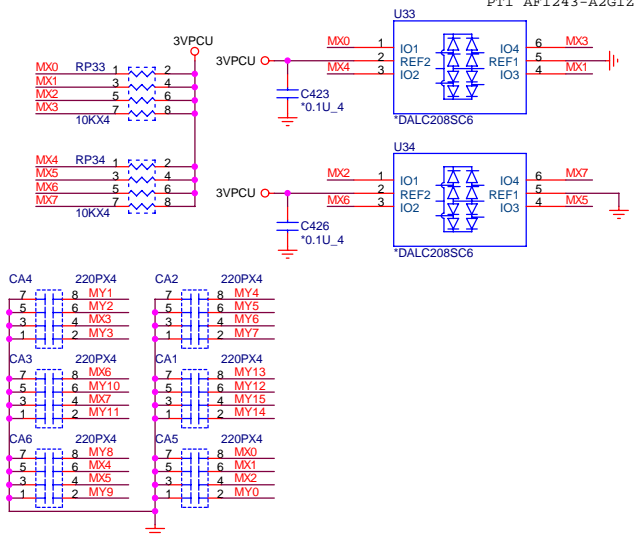 PTI AF1243-A2G1Z
U33
3VPCU
MX0 1 IO1 IO4 6 MX3
3VPCU 2 REF2 REF1 5
MX4 3 IO2 IO3 4 MX1
MX0 RP33 1 2
MX1 3 4
MX2 5 6
MX3 7 8
10KX4
C423
*0.1U_4
*DALC208SC6
U34
MX4 RP34 1 2
MX5 3 4
MX6 5 6
MX7 7 8
10KX4
MX2 1 IO1 IO4 6 MX7
3VPCU 2 REF2 REF1 5
MX6 3 IO2 IO3 4 MX5
C426
*0.1U_4
*DALC208SC6
CA4 220PX4
7 8 MY1
5 6 MY2
3 4 MX3
1 2 MY3
CA2 220PX4
7 8 MY4
5 6 MY5
3 4 MY6
1 2 MY7
CA3 220PX4
7 8 MX6
5 6 MY10
3 4 MX7
1 2 MY11
CA1 220PX4
7 8 MY13
5 6 MY12
3 4 MY15
1 2 MY14
CA6 220PX4
7 8 MY8
5 6 MX4
3 4 MX5
1 2 MY9
CA5 220PX4
7 8 MX0
5 6 MX1
3 4 MX2
1 2 MY0